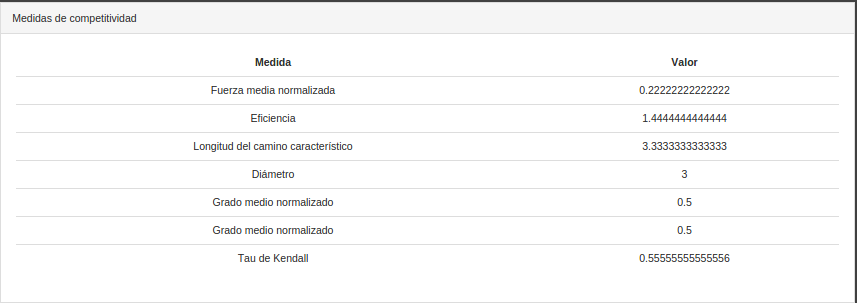 Medidas de competitividad
Medida Valor
Fuerza media normalizada 0.22222222222222
Eficiencia 1.4444444444444
Longitud del camino característico 3.3333333333333
Diámetro 3
Grado medio normalizado 0.5
Grado medio normalizado 0.5
Tau de Kendall 0.55555555555556